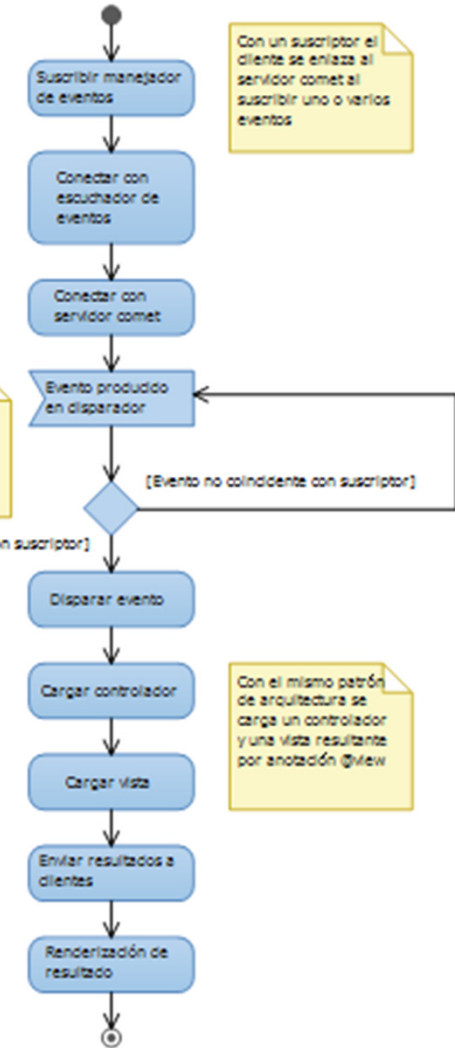 Con un suscriptor el
cliente se enlaza al
servidor comet al
suscribir uno o varios
eventos
Suscribir manejador
de eventos
Conectar con
escuchador de
eventos
Conectar con
servidor comet
Evento producido
en disparador
[Evento no coincidente con suscriptor]
n suscriptor]
Disparar evento
Con el mismo patrón
de arquitectura se
carga un controlador
y una vista resultante
por anotación @view
Cargar controlador
Cargar vista
Enviar resultados a
clientes
Renderización de
resultado